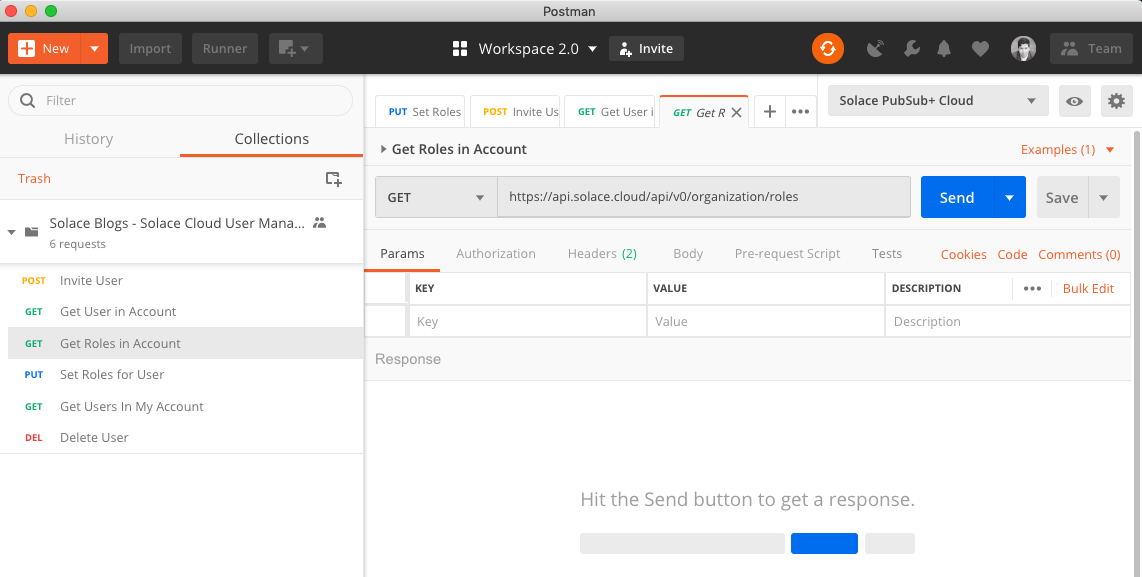 Postman
New
Import
Runner
Workspace 2.0
Invite
Team
Filter
History
Collections
Trash
Solace Blogs - Solace Cloud User Mana...
6 requests
POST Invite User
GET Get User in Account
GET Get Roles in Account
PUT Set Roles for User
GET Get Users In My Account
DEL Delete User
PUT Set Roles
POST Invite Us
GET Get User i
GET Get R
Solace PubSub+ Cloud
Get Roles in Account
Examples (1)
GET
https://api.solace.cloud/api/v0/organization/roles
Send
Save
Params
Authorization
Headers (2)
Body
Pre-request Script
Tests
Cookies
Code
Comments (0)
KEY
VALUE
DESCRIPTION
Bulk Edit
Key
Value
Description
Response
Hit the Send button to get a response.